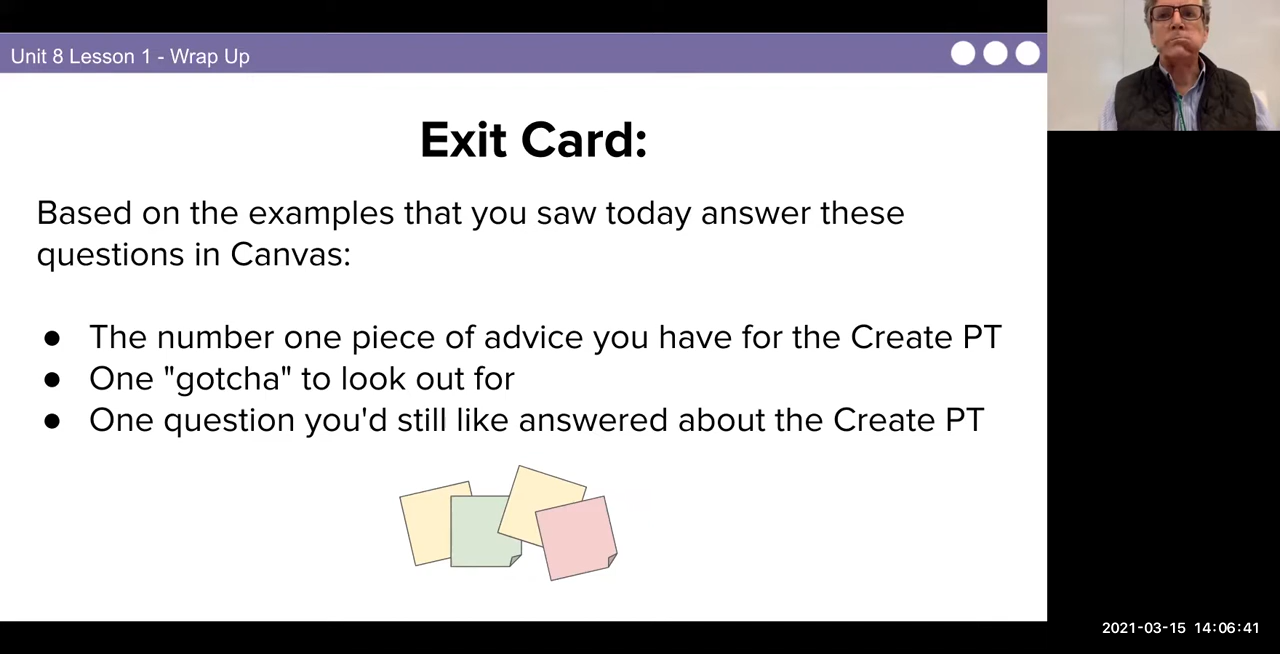 Unit 8 Lesson 1 - Wrap Up
Exit Card:
Based on the examples that you saw today answer these
questions in Canvas:
● The number one piece of advice you have for the Create PT
● One "gotcha" to look out for
● One question you'd still like answered about the Create PT
2021-03-15 14:06:41